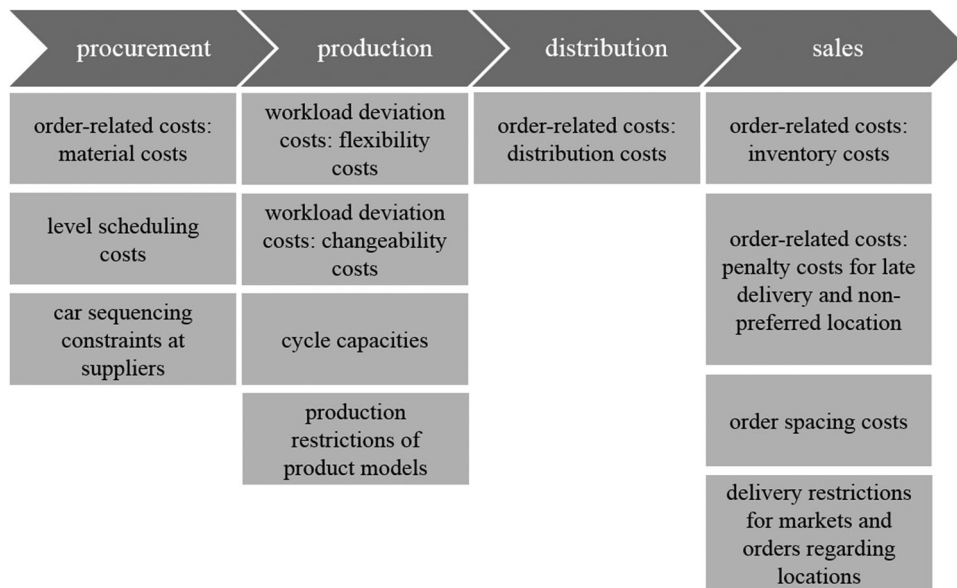 procurement
production
distribution
sales
order-related costs:
material costs
level scheduling
costs
car sequencing
constraints at
suppliers
workload deviation
costs: flexibility
costs
workload deviation
costs: changeability
costs
cycle capacities
production
restrictions of
product models
order-related costs:
distribution costs
order-related costs:
inventory costs
order-related costs:
penalty costs for late
delivery and non-
preferred location
order spacing costs
delivery restrictions
for markets and
orders regarding
locations